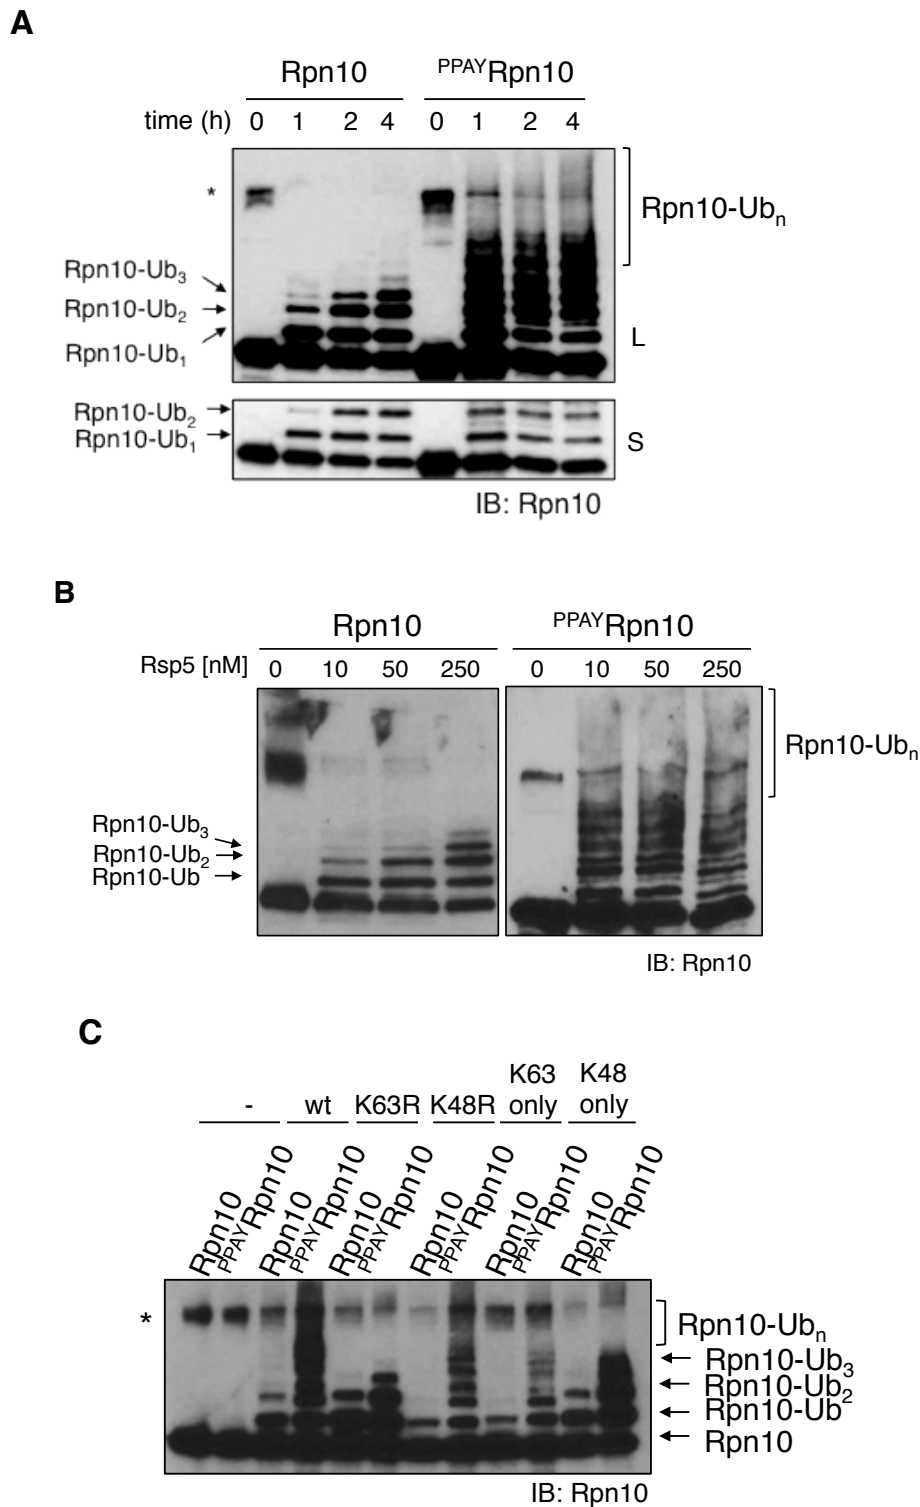 A
Rpn10 PPAYRpn10
time (h) 0 1 2 4 0 1 2 4
*
Rpn10-Ubn
Rpn10-Ub3
Rpn10-Ub2
Rpn10-Ub1
L
Rpn10-Ub2
Rpn10-Ub1
S
IB: Rpn10
B
Rpn10 PPAYRpn10
Rsp5 [nM] 0 10 50 250 0 10 50 250
Rpn10-Ubn
Rpn10-Ub3
Rpn10-Ub2
Rpn10-Ub
IB: Rpn10
C
K63 K48
- wt K63R K48R only only
Rpn10 PPAYRpn10 Rpn10 PPAYRpn10 Rpn10 PPAYRpn10 Rpn10 PPAYRpn10 Rpn10 PPAYRpn10 Rpn10 PPAYRpn10
*
Rpn10-Ubn
Rpn10-Ub3
Rpn10-Ub2
Rpn10-Ub
Rpn10
IB: Rpn10